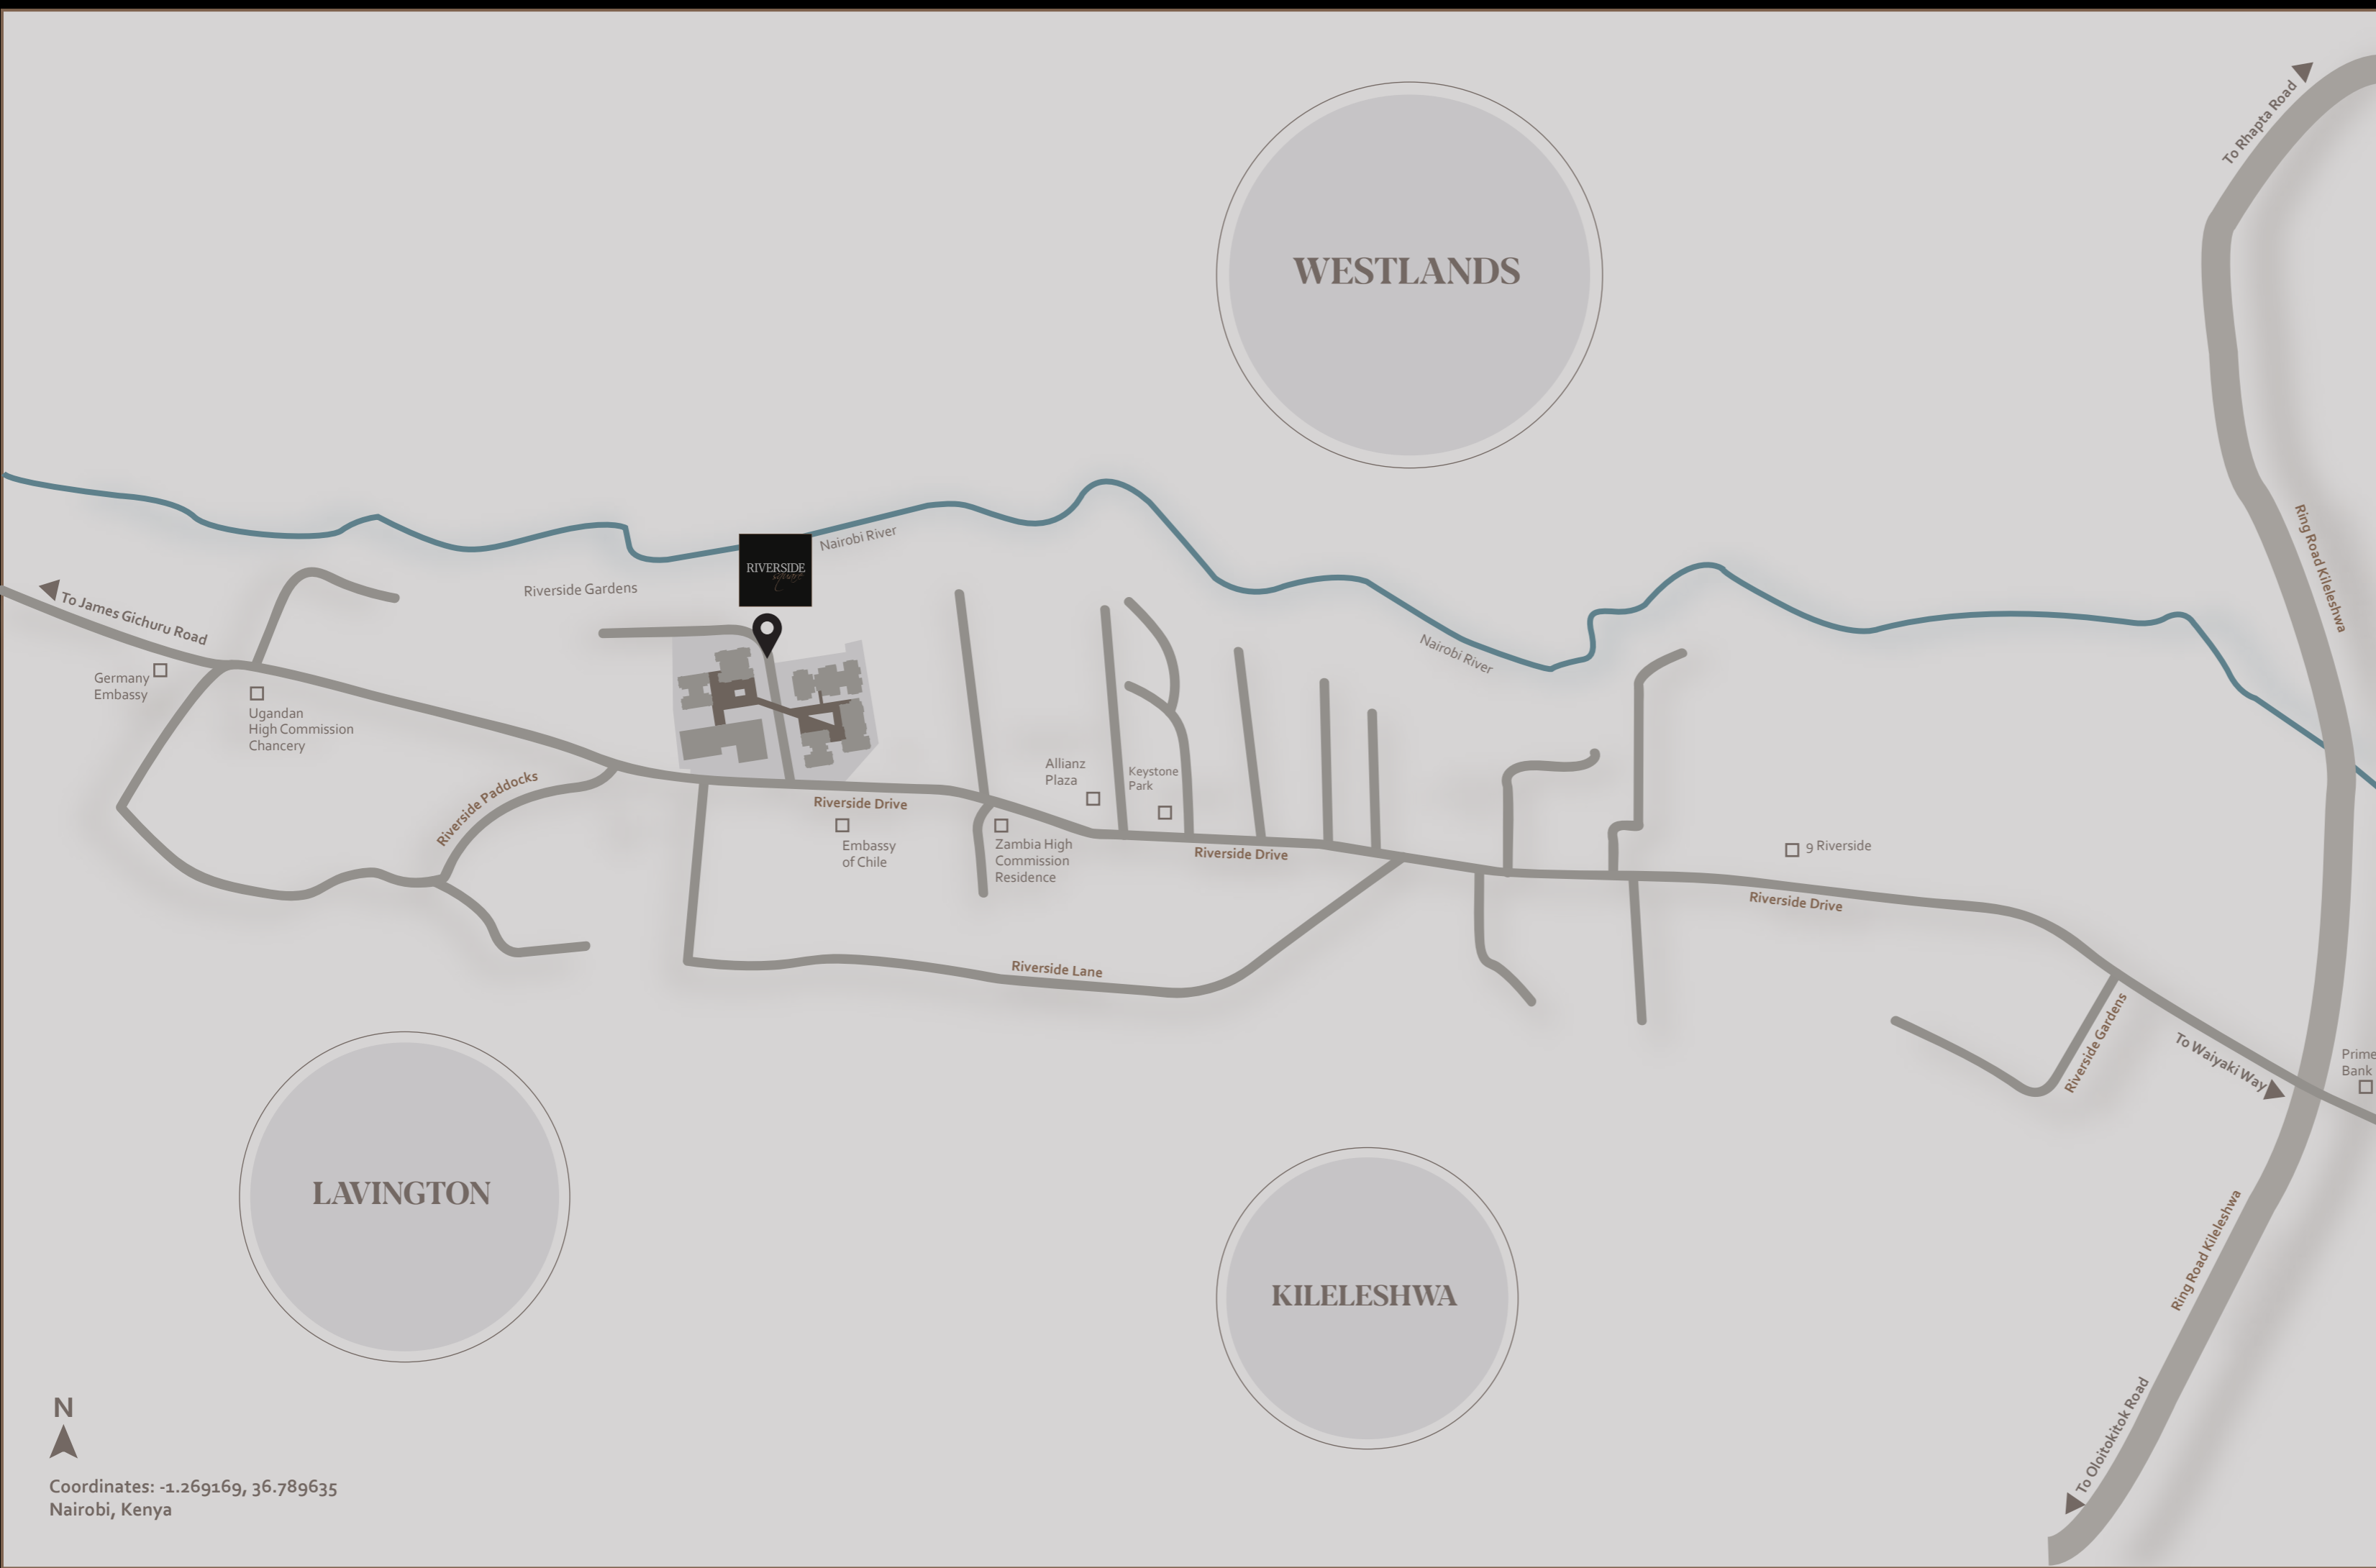 To Rhapta Road
WESTLANDS
Ring Road Kileleshwa
Nairobi River
RIVERSIDE
square
Riverside Gardens
To James Gichuru Road
Nairobi River
Germany
Embassy
Ugandan
High Commission
Chancery
Riverside Paddocks
Allianz
Plaza
Keystone
Park
Riverside Drive
Embassy
of Chile
Zambia High
Commission
Residence
Riverside Drive
9 Riverside
Riverside Drive
Riverside Lane
Riverside Gardens
To Waiyaki Way
Prime
Bank
LAVINGTON
KILELESHWA
Ring Road Kileleshwa
To Oloitokitok Road
N
Coordinates: -1.269169, 36.789635
Nairobi, Kenya